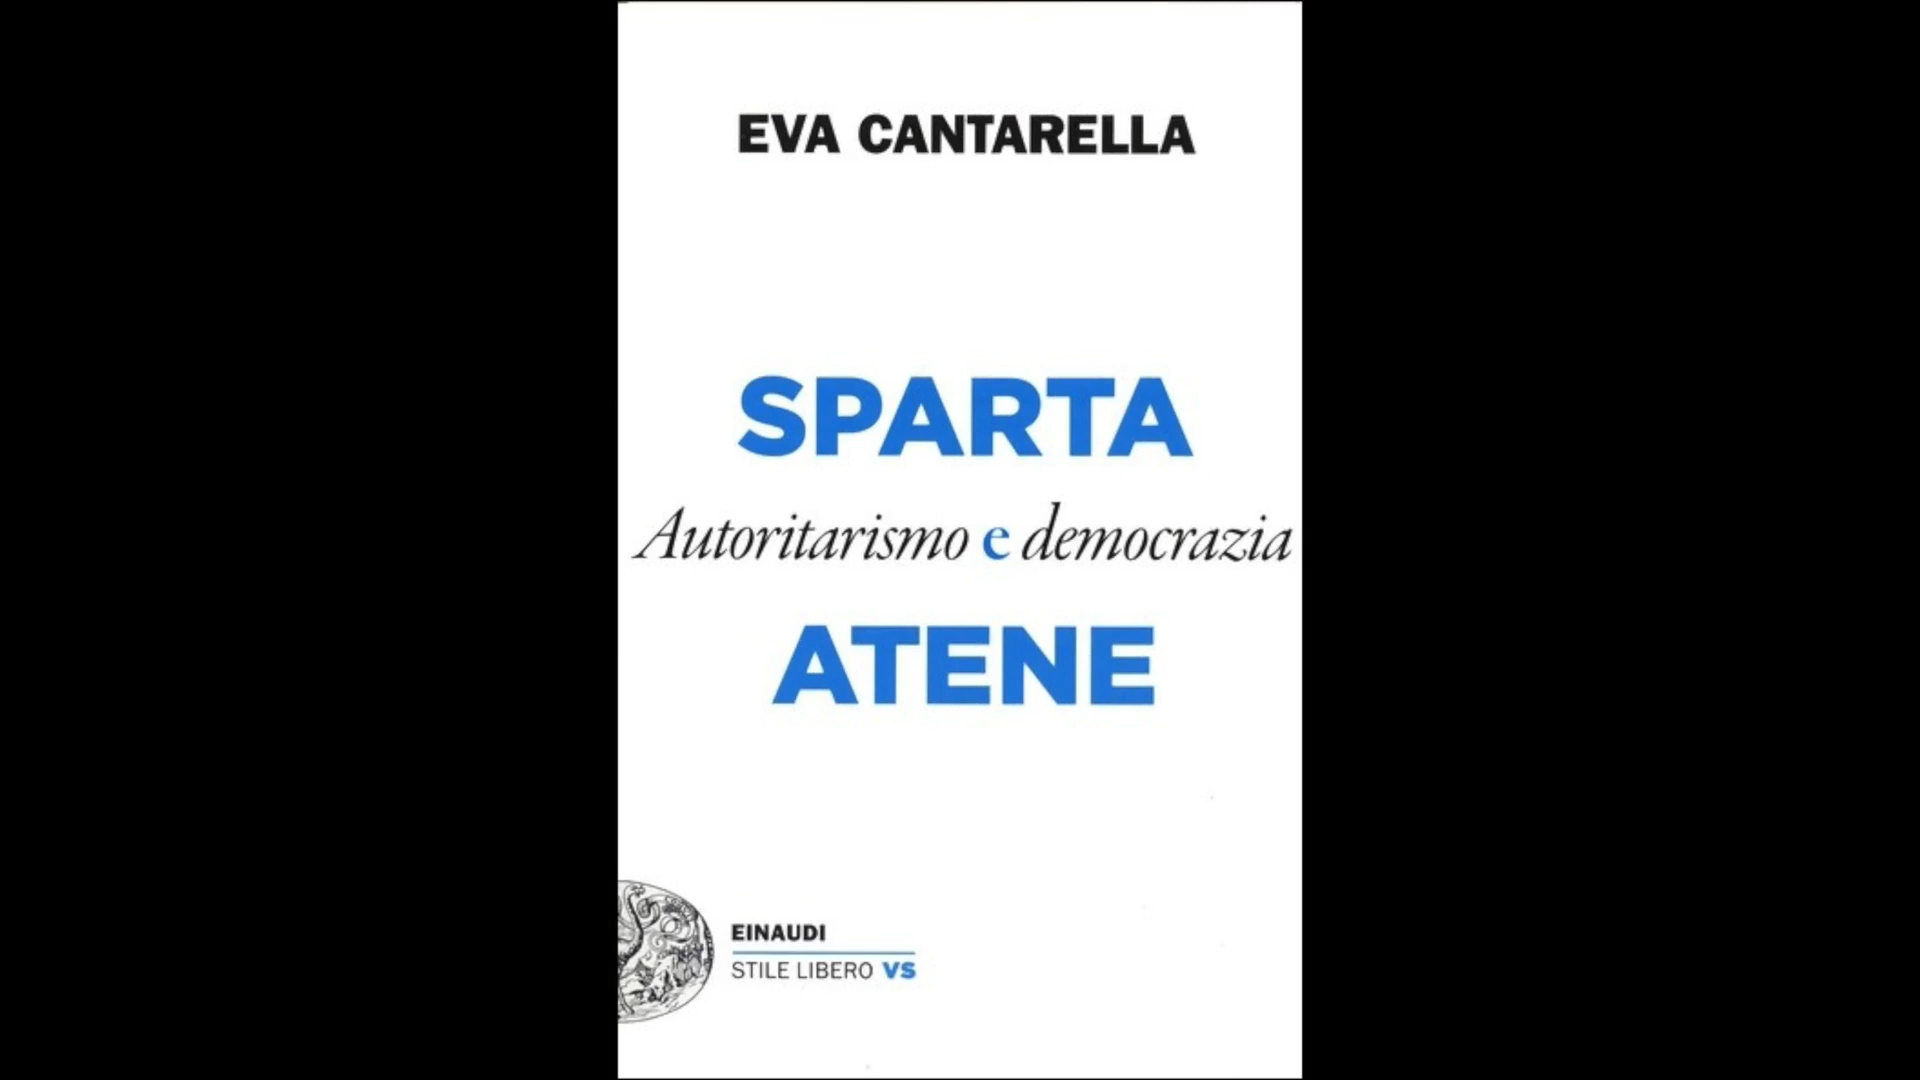 EVA CANTARELLA
SPARTA
Autoritarismo e democrazia
ATENE
EINAUDI
STILE LIBERO VS